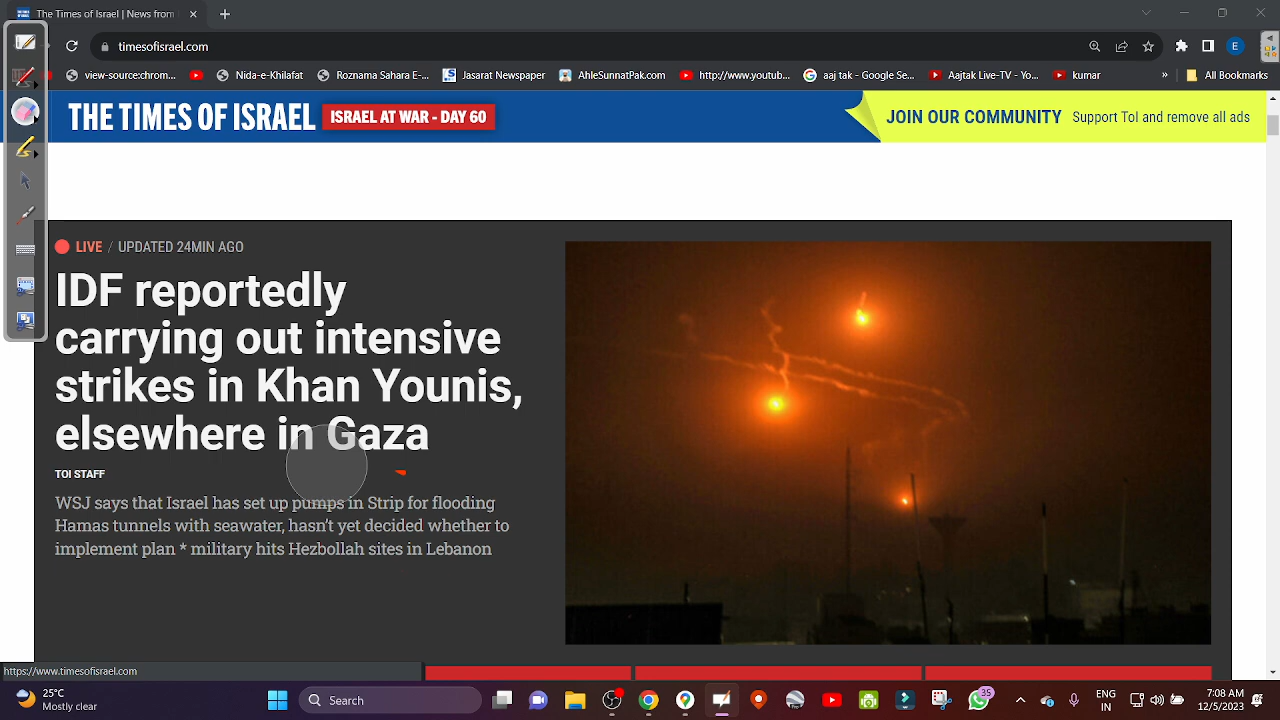 The Times of Israel | News from
timesofisrael.com
view-source:chrom...
Nida-e-Khilafat
Roznama Sahara E-...
Jasarat Newspaper
AhleSunnatPak.com
http://www.youtub...
aaj tak - Google Se...
Aajtak Live-TV - Yo...
kumar
»
All Bookmarks
E
THE TIMES OF ISRAEL
ISRAEL AT WAR - DAY 60
JOIN OUR COMMUNITY Support ToI and remove all ads
LIVE / UPDATED 24MIN AGO
IDF reportedly
carrying out intensive
strikes in Khan Younis,
elsewhere in Gaza
TOI STAFF
WSJ says that Israel has set up pumps in Strip for flooding
Hamas tunnels with seawater, hasn't yet decided whether to
implement plan * military hits Hezbollah sites in Lebanon
https://www.timesofisrael.com
25°C
Mostly clear
Search
35
ENG
IN
7:08 AM
12/5/2023